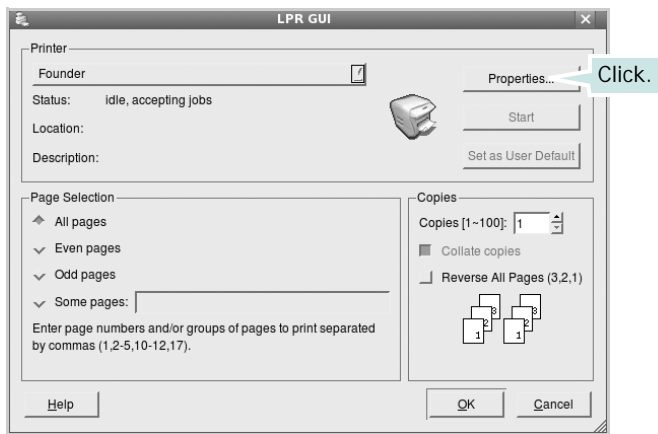 LPR GUI
Printer
Founder
Properties...
Click.
Status: idle, accepting jobs
Start
Location:
Description:
Set as User Default
Page Selection
All pages
Even pages
Odd pages
Some pages:
Enter page numbers and/or groups of pages to print separated
by commas (1,2-5,10-12,17).
Copies
Copies [1~100]: 1
Collate copies
Reverse All Pages (3,2,1)
3 3
2 2
1 1
Help
OK
Cancel